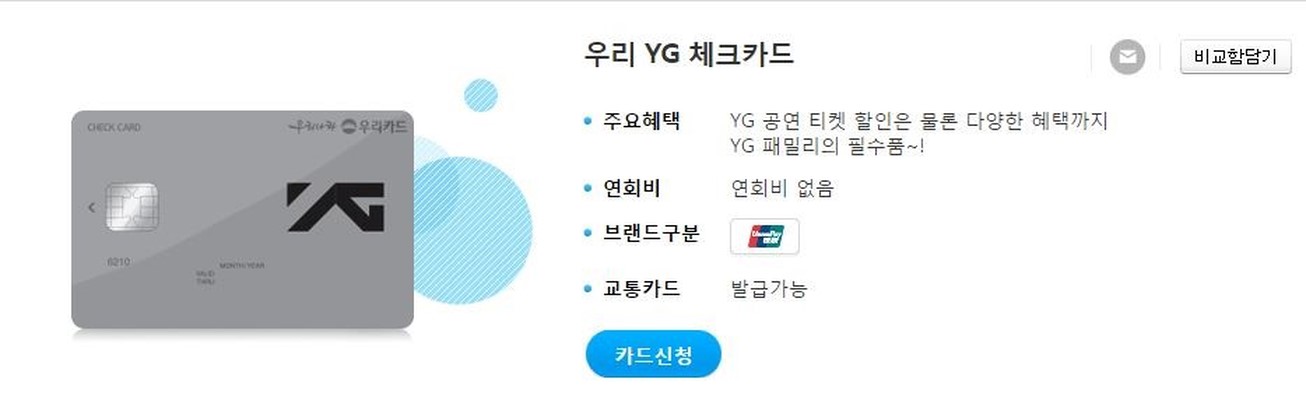 우리 YG 체크카드
비교함담기
CHECK CARD
우리카드
YG
6210
MONTH/YEAR
VALID
THRU
주요혜택 YG 공연 티켓 할인은 물론 다양한 혜택까지
YG 패밀리의 필수품~!
연회비 연회비 없음
브랜드구분 UnionPay
银联
교통카드 발급가능
카드신청